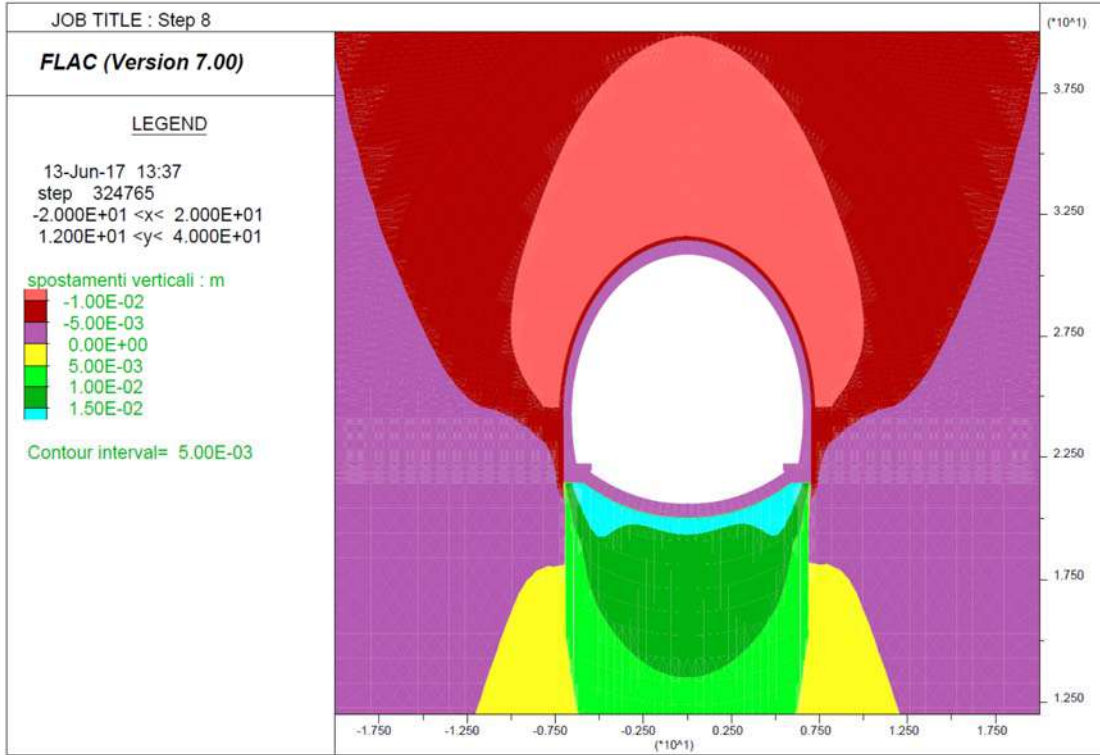 JOB TITLE : Step 8
(*10^1)
FLAC (Version 7.00)
LEGEND
13-Jun-17 13:37
step 324765
-2.000E+01 <x< 2.000E+01
1.200E+01 <y< 4.000E+01
spostamenti verticali : m
-1.00E-02
-5.00E-03
0.00E+00
5.00E-03
1.00E-02
1.50E-02
Contour interval= 5.00E-03
3.750
3.250
2.750
2.250
1.750
1.250
-1.750
-1.250
-0.750
-0.250
0.250
0.750
1.250
1.750
(*10^1)